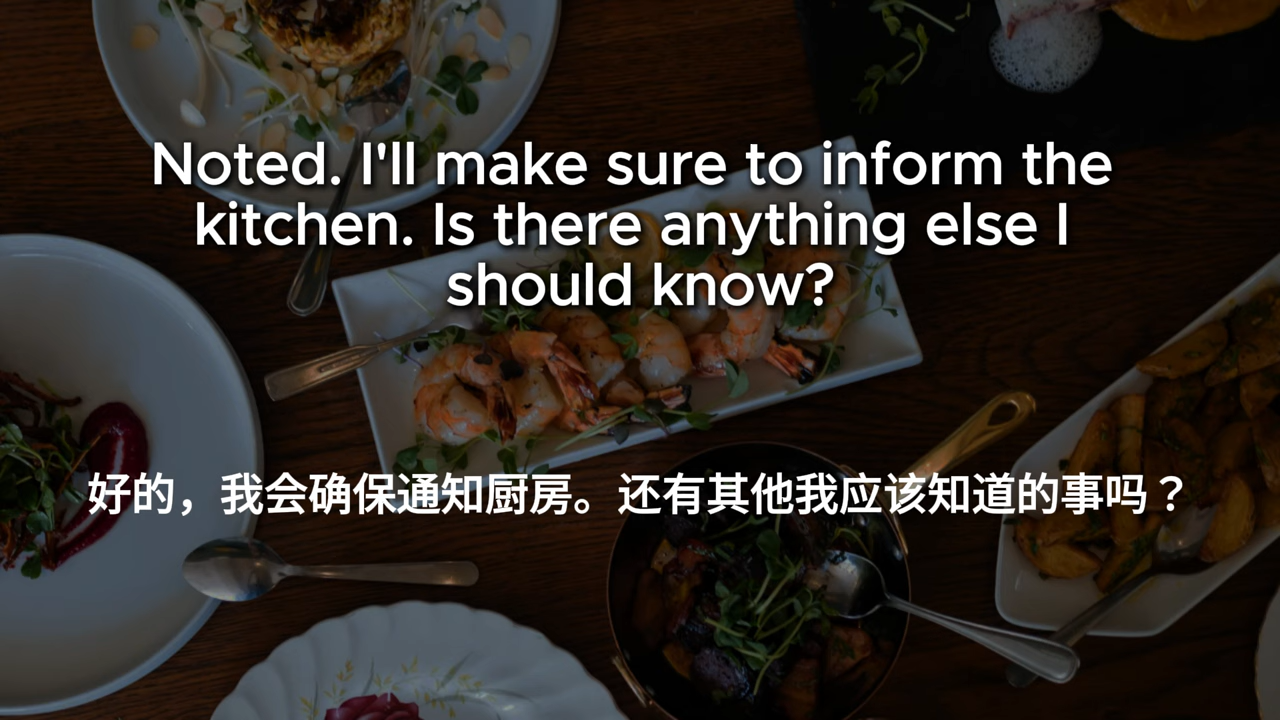 Noted. I'll make sure to inform the
kitchen. Is there anything else I
should know?
好的，我会确保通知厨房。还有其他我应该知道的事吗？